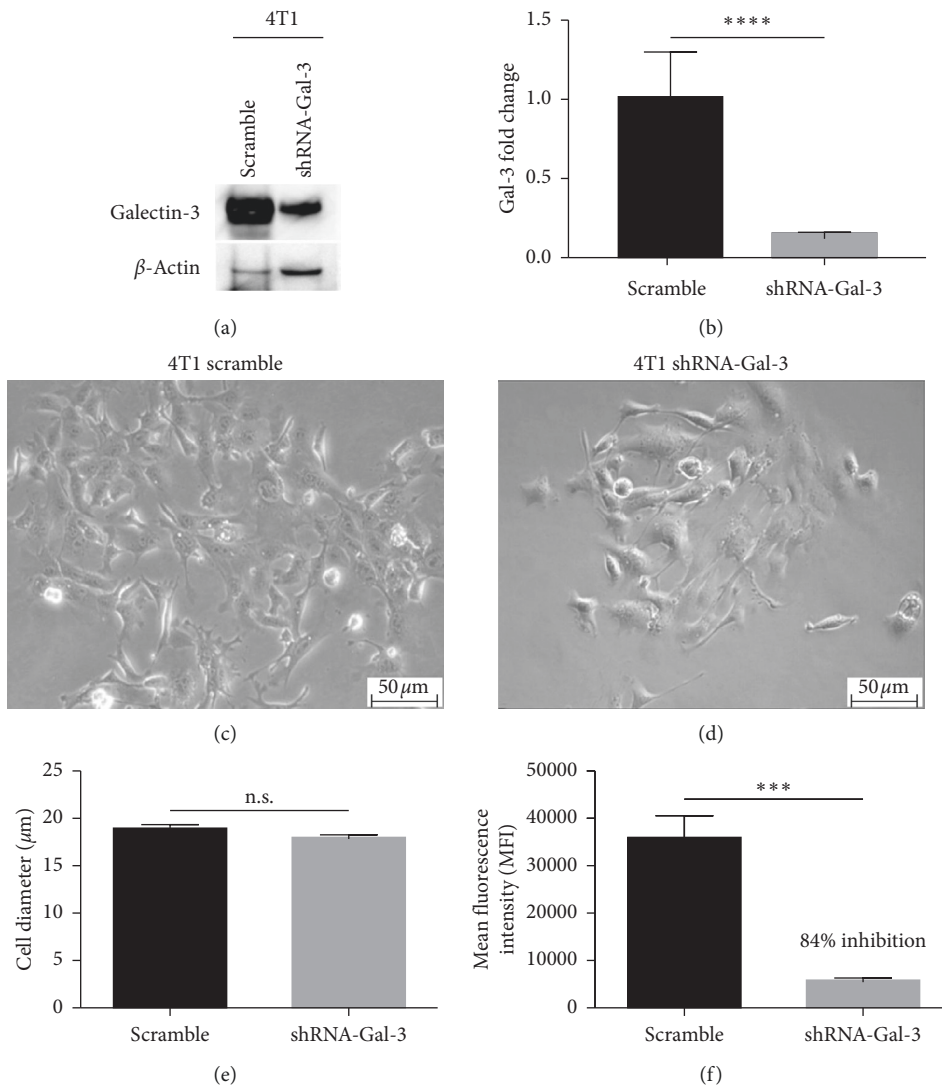 4T1
Scramble
shRNA-Gal-3
Galectin-3
β-Actin
(a)
Gal-3 fold change
1.5
1.0
0.5
0.0
****
Scramble
shRNA-Gal-3
(b)
4T1 scramble
50 μm
(c)
4T1 shRNA-Gal-3
50 μm
(d)
Cell diameter (μm)
25
20
15
10
5
0
n.s.
Scramble
shRNA-Gal-3
(e)
Mean fluorescence
intensity (MFI)
50000
40000
30000
20000
10000
0
***
84% inhibition
Scramble
shRNA-Gal-3
(f)